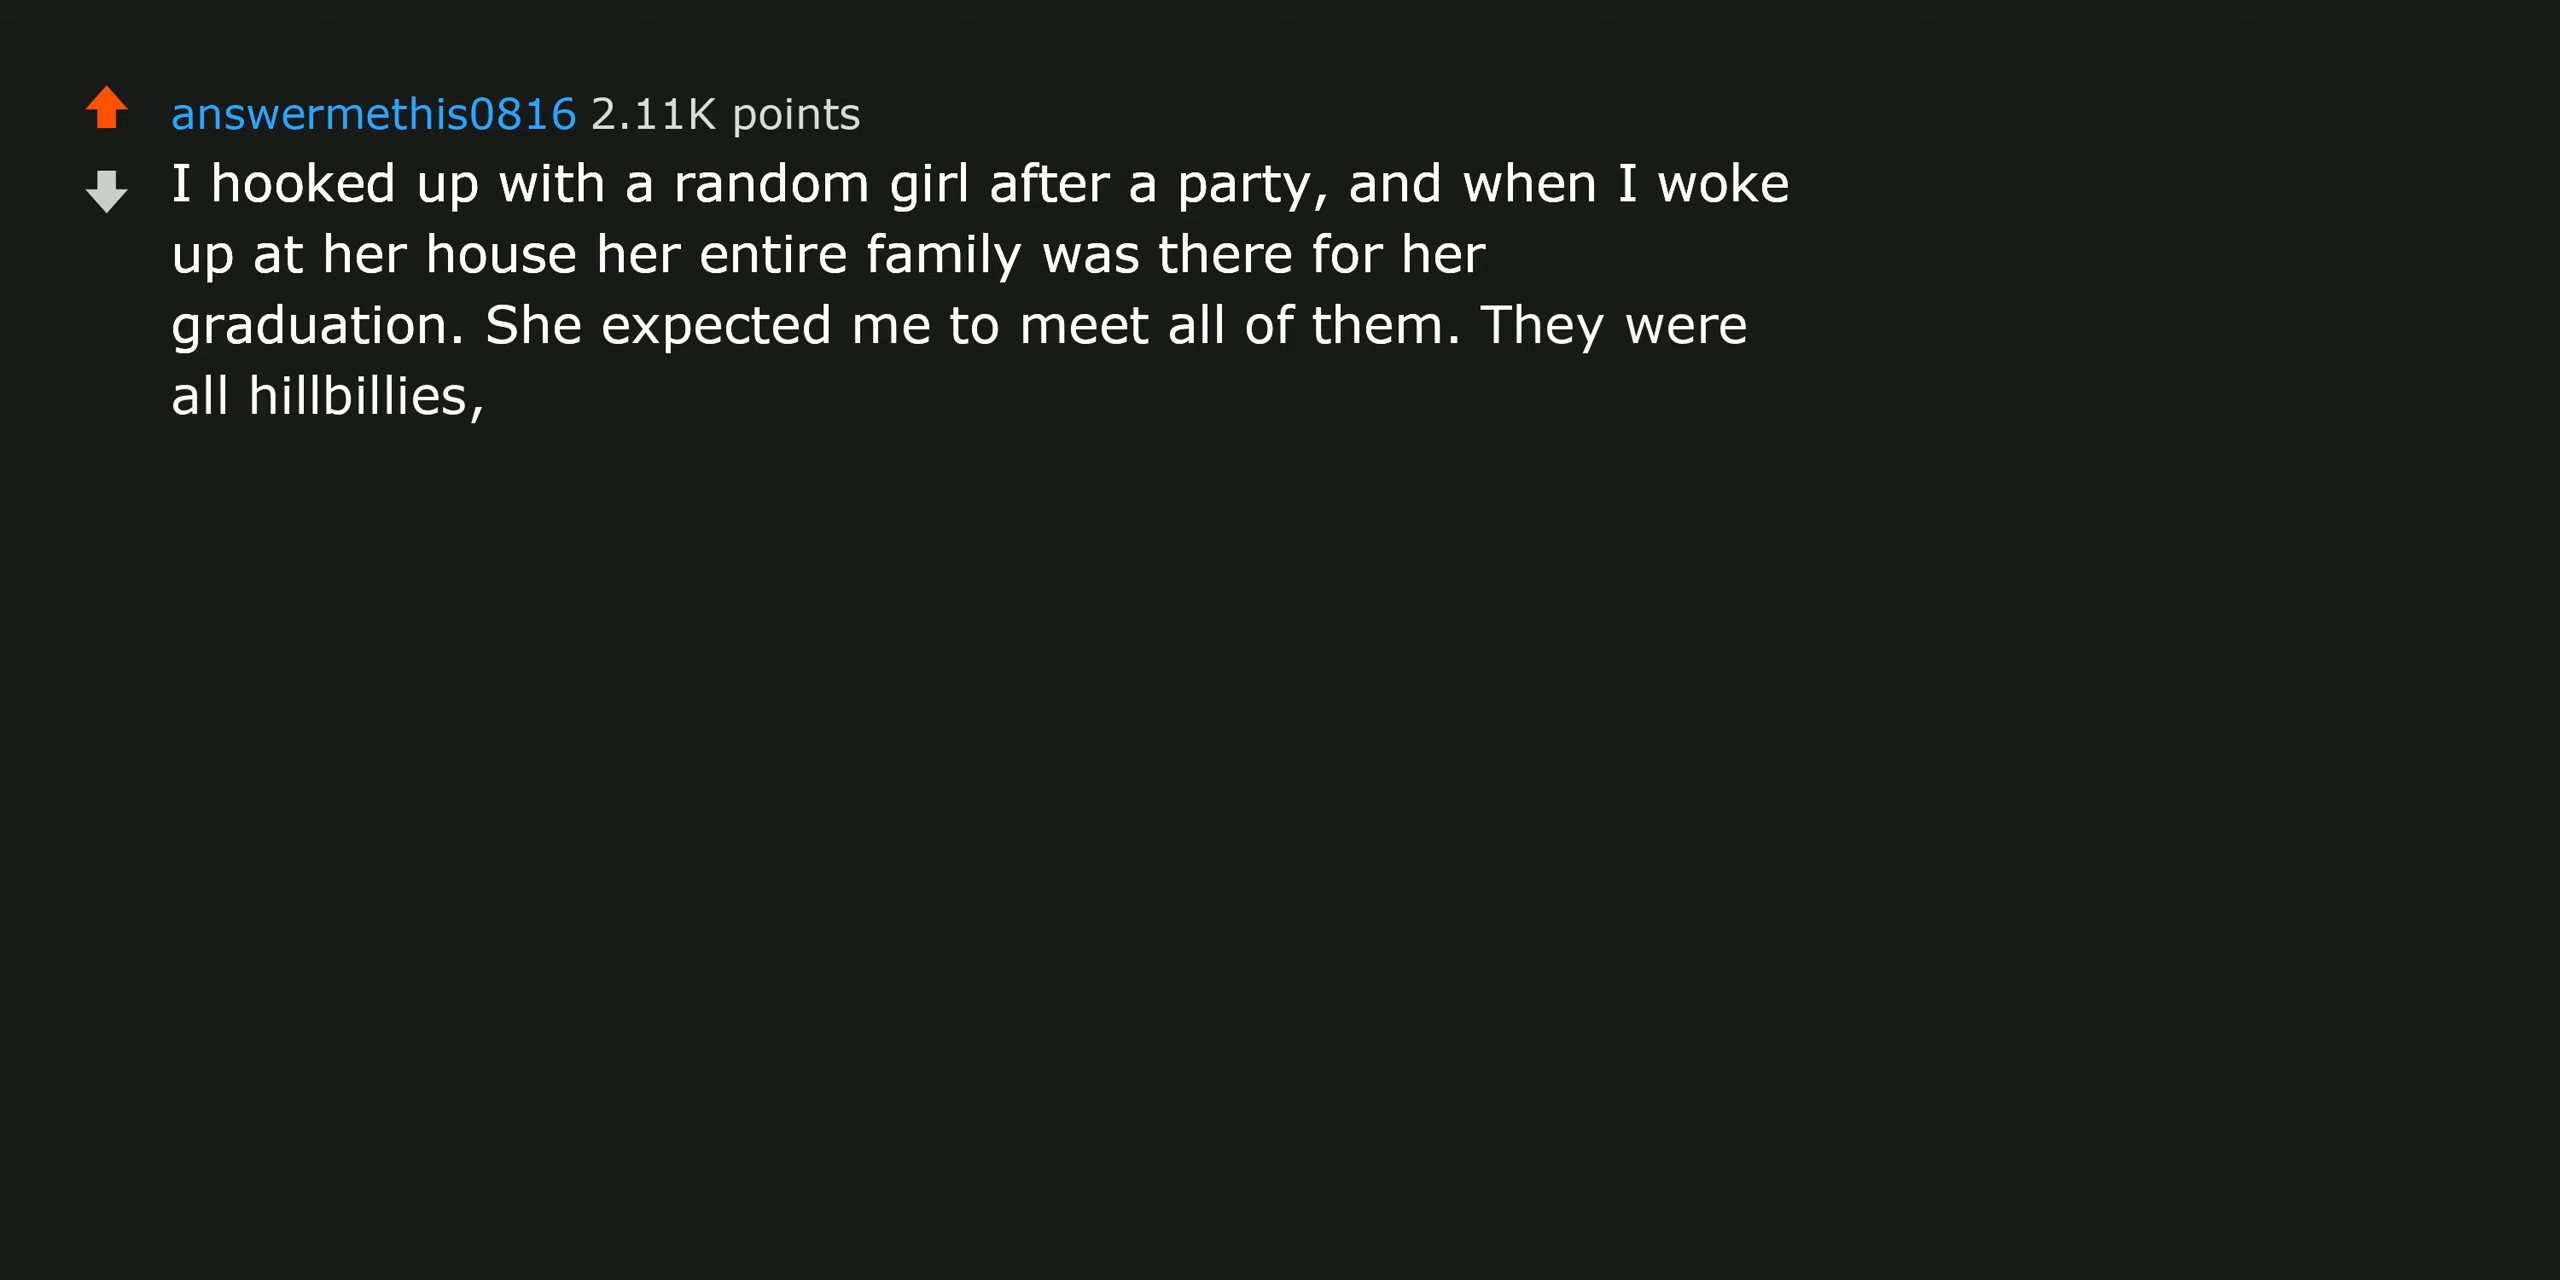 answermethis0816 2.11K points
I hooked up with a random girl after a party, and when I woke
up at her house her entire family was there for her
graduation. She expected me to meet all of them. They were
all hillbillies,